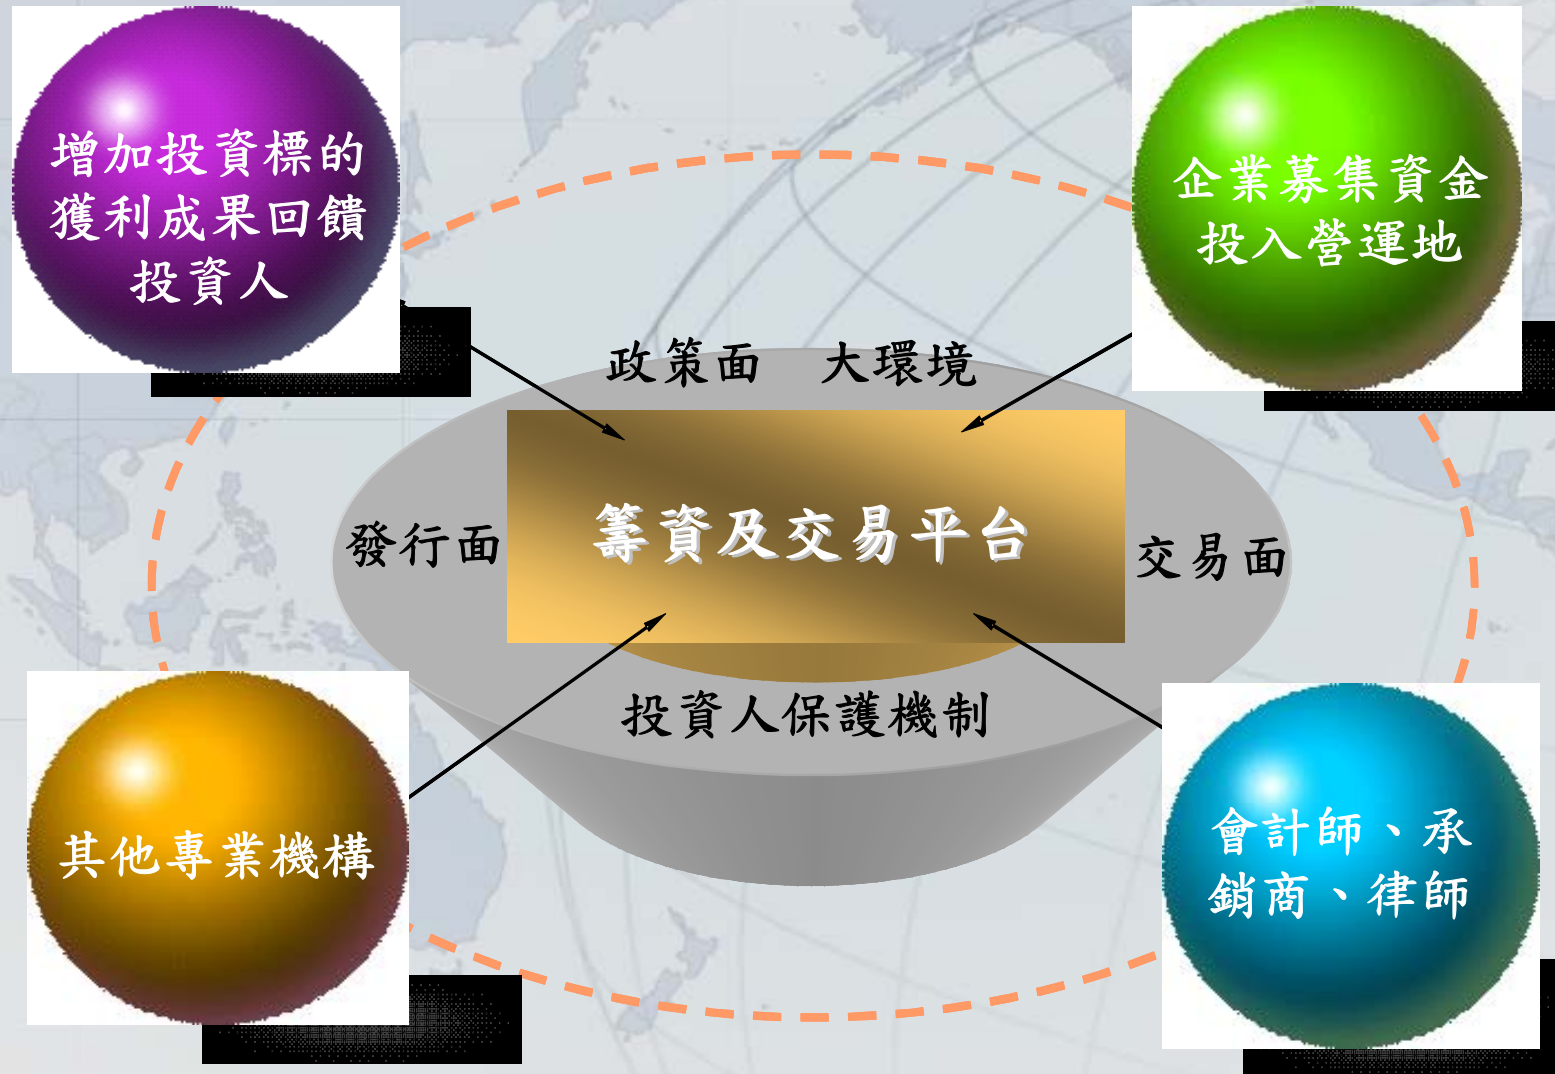 增加投資標的
獲利成果回饋
投資人
企業募集資金
投入營運地
政策面　大環境
發行面
籌資及交易平台
交易面
投資人保護機制
其他專業機構
會計師、承
銷商、律師